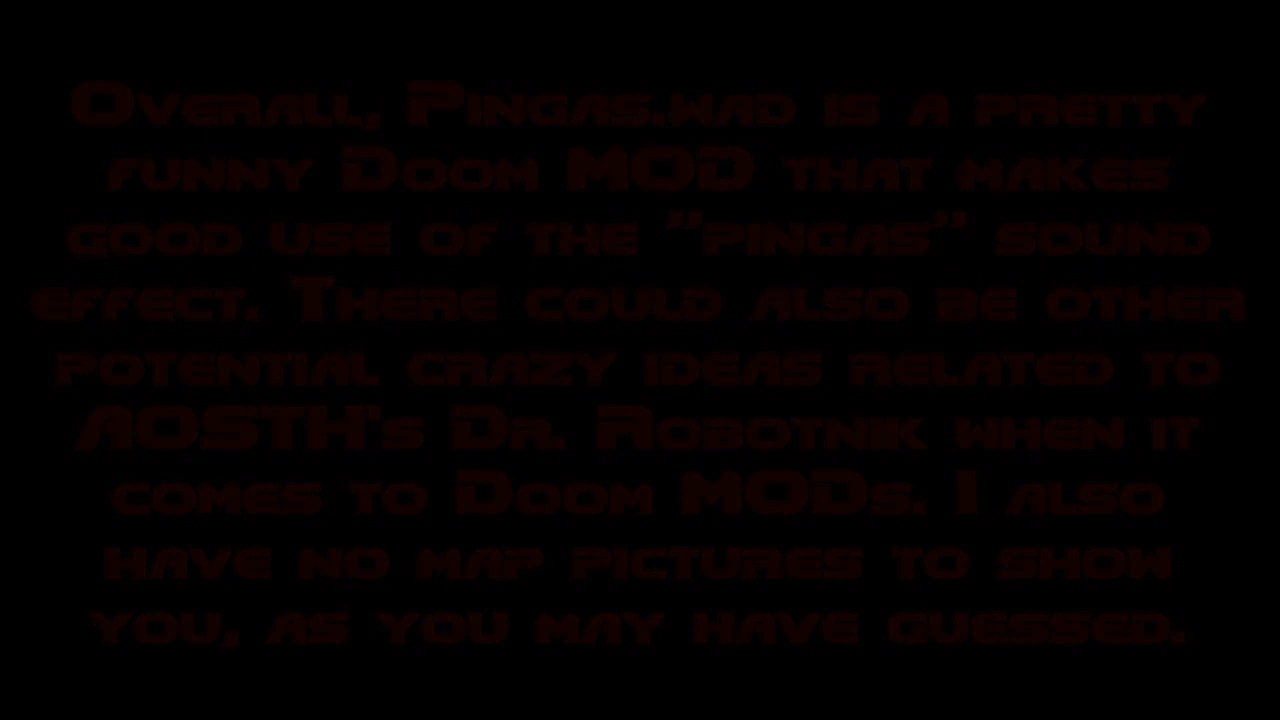 Overall, Pingas.wad is a pretty
funny Doom MOD that makes
good use of the "pingas" sound
effect. There could also be other
potential crazy ideas related to
AOSTH's Dr. Robotnik when it
comes to Doom MODs. I also
have no map pictures to show
you, as you may have guessed.